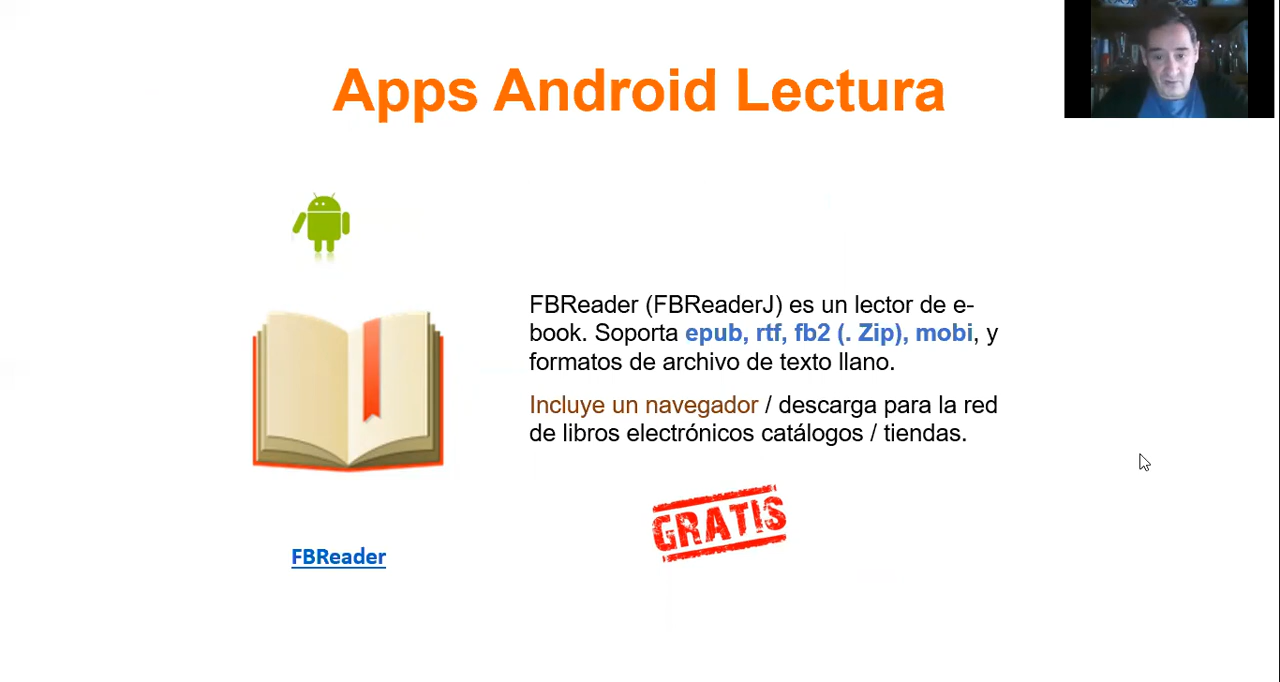 Apps Android Lectura
FBReader (FBReaderJ) es un lector de e-
book. Soporta epub, rtf, fb2 (. Zip), mobi, y
formatos de archivo de texto llano.
Incluye un navegador / descarga para la red
de libros electrónicos catálogos / tiendas.
GRATIS
FBReader